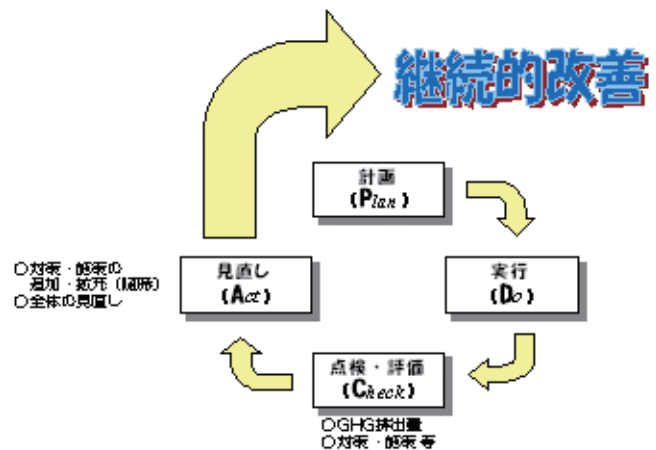 継続的改善
計画
(Plan)
実行
(Do)
点検・評価
(Check)
○GHG排出量
○対策・施策等
見直し
(Act)
○対策・施策の
追加・拡充
○全体の見直し